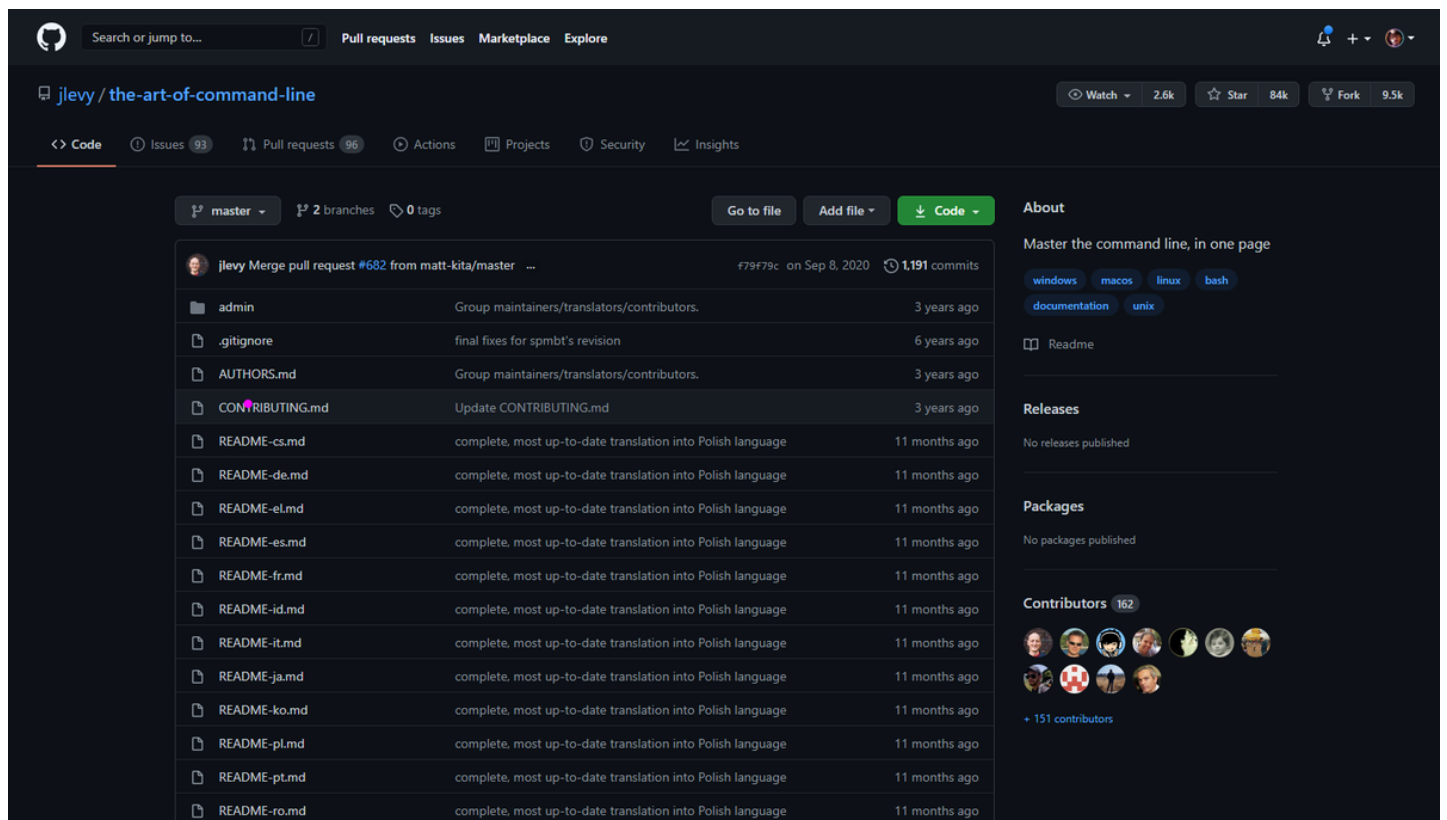 Search or jump to... / Pull requests Issues Marketplace Explore
jlevy / the-art-of-command-line Watch 2.6k Star 84k Fork 9.5k
<> Code Issues 93 Pull requests 96 Actions Projects Security Insights
master 2 branches 0 tags Go to file Add file Code
jlevy Merge pull request #682 from matt-kita/master ... f79f79c on Sep 8, 2020 1,191 commits
admin Group maintainers/translators/contributors. 3 years ago
.gitignore final fixes for spmbt's revision 6 years ago
AUTHORS.md Group maintainers/translators/contributors. 3 years ago
CONTRIBUTING.md Update CONTRIBUTING.md 3 years ago
README-cs.md complete, most up-to-date translation into Polish language 11 months ago
README-de.md complete, most up-to-date translation into Polish language 11 months ago
README-el.md complete, most up-to-date translation into Polish language 11 months ago
README-es.md complete, most up-to-date translation into Polish language 11 months ago
README-fr.md complete, most up-to-date translation into Polish language 11 months ago
README-id.md complete, most up-to-date translation into Polish language 11 months ago
README-it.md complete, most up-to-date translation into Polish language 11 months ago
README-ja.md complete, most up-to-date translation into Polish language 11 months ago
README-ko.md complete, most up-to-date translation into Polish language 11 months ago
README-pl.md complete, most up-to-date translation into Polish language 11 months ago
README-pt.md complete, most up-to-date translation into Polish language 11 months ago
README-ro.md complete, most up-to-date translation into Polish language 11 months ago
About
Master the command line, in one page
windows macos linux bash
documentation unix
Readme
Releases
No releases published
Packages
No packages published
Contributors 162
+ 151 contributors